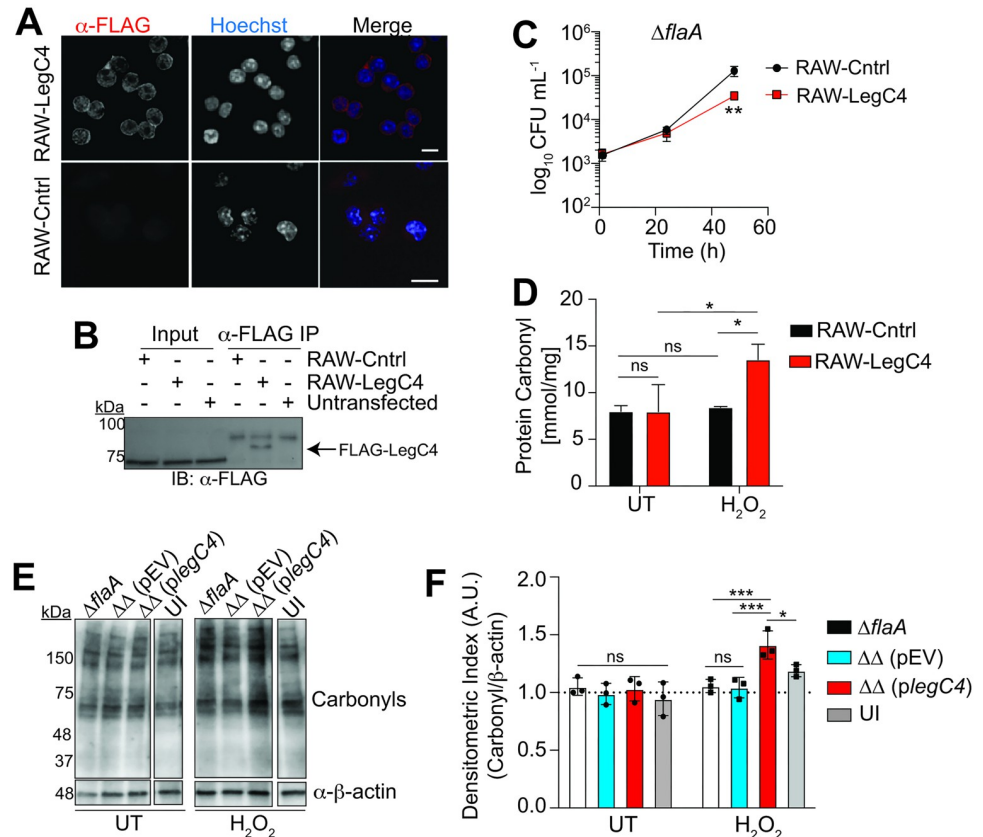 A
α-FLAG Hoechst Merge
RAW-LegC4
RAW-Cntrl
B
Input α-FLAG IP
+ - - + - - RAW-Cntrl
- + - - + - RAW-LegC4
- - + - - + Untransfected
kDa
100
75
FLAG-LegC4
IB: α-FLAG
C
ΔflaA
log₁₀ CFU mL⁻¹
10⁶
10⁵
10⁴
10³
10²
0 20 40 60
Time (h)
**
RAW-Cntrl
RAW-LegC4
D
Protein Carbonyl
[mmol/mg]
20
15
10
5
0
ns
ns
*
*
UT H₂O₂
RAW-Cntrl
RAW-LegC4
E
ΔflaA ΔΔ (pEV) ΔΔ (plegC4) UI ΔflaA ΔΔ (pEV) ΔΔ (plegC4) UI
kDa
150
75
48
37
48
Carbonyls
α-β-actin
UT H₂O₂
F
Densitometric Index (A.U.)
(Carbonyl/β-actin)
2.0
1.5
1.0
0.5
0.0
ns
ns
***
***
*
UT H₂O₂
ΔflaA
ΔΔ (pEV)
ΔΔ (plegC4)
UI